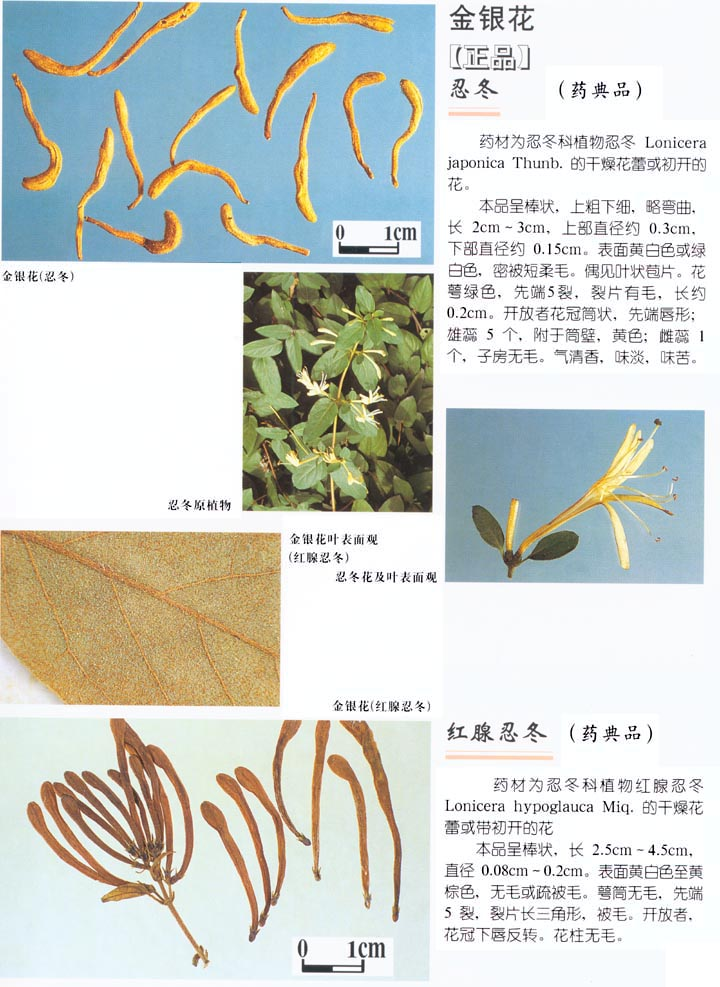 金银花
【正品】
忍冬 （药典品）
药材为忍冬科植物忍冬 Lonicera
japonica Thunb. 的干燥花蕾或初开的
花。
本品呈棒状，上粗下细，略弯曲，
长 2cm～3cm，上部直径约 0.3cm，
下部直径约 0.15cm。表面黄白色或绿
白色，密被短柔毛。偶见叶状苞片。花
萼绿色，先端5裂，裂片有毛，长约
0.2cm。开放者花冠筒状，先端唇形；
雄蕊 5 个，附于筒壁，黄色；雌蕊 1
个，子房无毛。气清香，味淡，味苦。
0 1cm
金银花(忍冬)
忍冬原植物
金银花叶表面观
(红腺忍冬)
忍冬花及叶表面观
金银花(红腺忍冬)
红腺忍冬 （药典品）
药材为忍冬科植物红腺忍冬
Lonicera hypoglauca Miq. 的干燥花
蕾或带初开的花
本品呈棒状，长 2.5cm～4.5cm，
直径 0.08cm～0.2cm。表面黄白色至黄
棕色，无毛或疏被毛。萼筒无毛，先端
5 裂，裂片长三角形，被毛。开放者，
花冠下唇反转。花柱无毛。
0 1cm